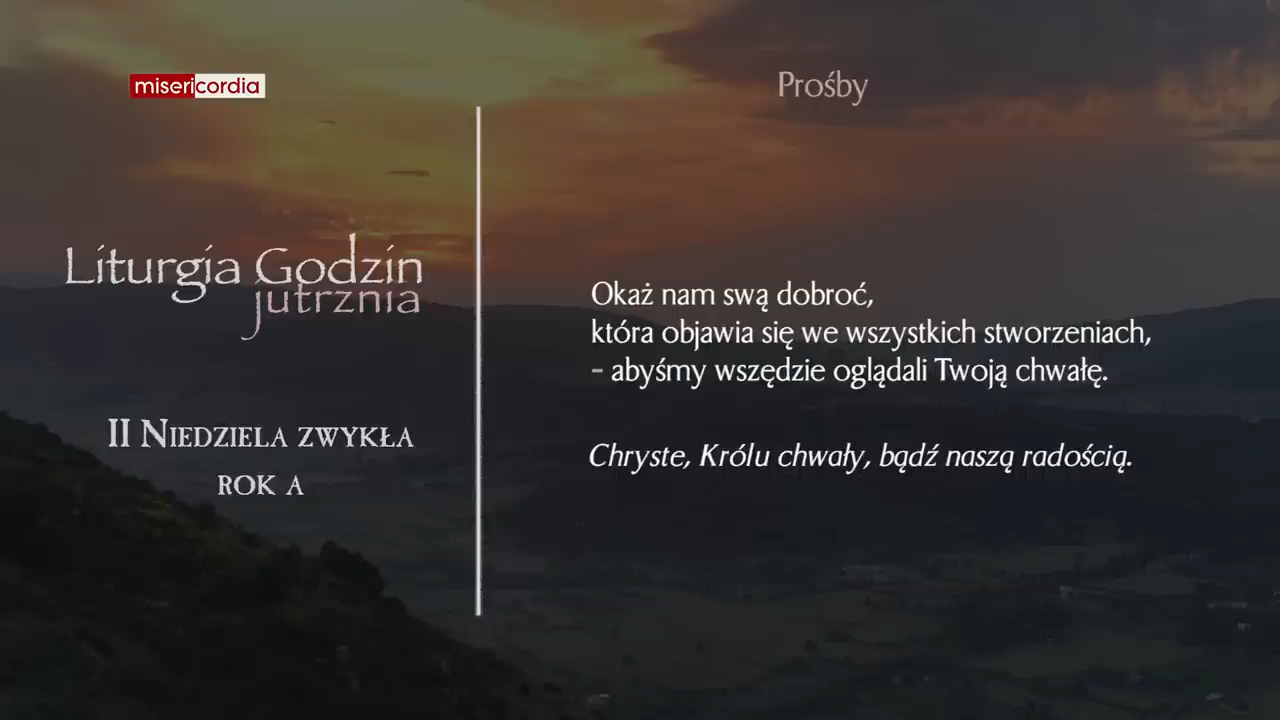 misericordia
Liturgia Godzin
jutrznia
II Niedziela zwykła
rok a
Prośby
Okaż nam swą dobroć,
która objawia się we wszystkich stworzeniach,
- abyśmy wszędzie oglądali Twoją chwałę.
Chryste, Królu chwały, bądź naszą radością.